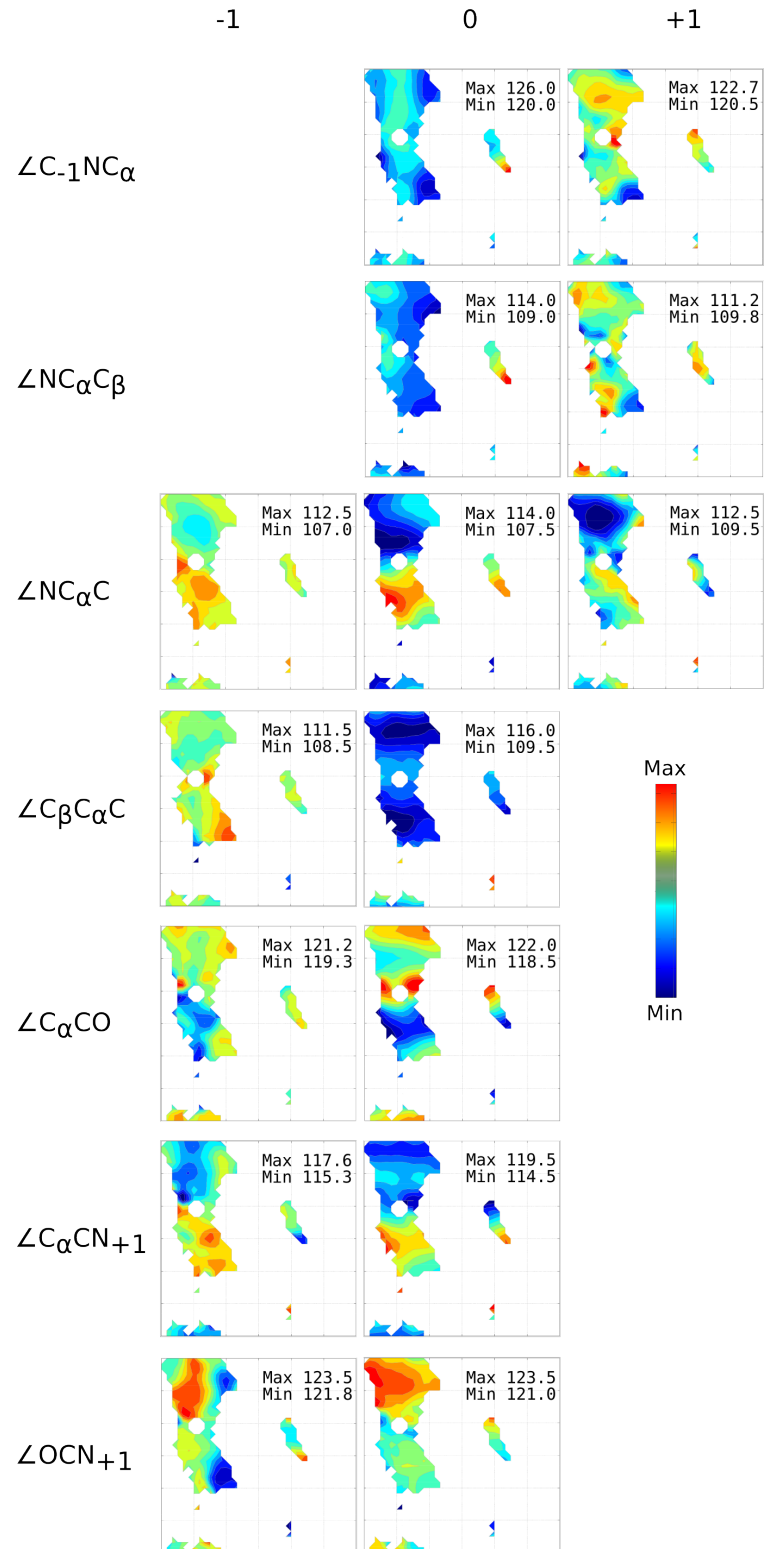 -1 0 +1
∠C-1NCα
Max 126.0
Min 120.0
Max 122.7
Min 120.5
∠NCαCβ
Max 114.0
Min 109.0
Max 111.2
Min 109.8
∠NCαC
Max 112.5
Min 107.0
Max 114.0
Min 107.5
Max 112.5
Min 109.5
∠CβCαC
Max 111.5
Min 108.5
Max 116.0
Min 109.5
Max
Min
∠CαCO
Max 121.2
Min 119.3
Max 122.0
Min 118.5
∠CαCN+1
Max 117.6
Min 115.3
Max 119.5
Min 114.5
∠OCN+1
Max 123.5
Min 121.8
Max 123.5
Min 121.0